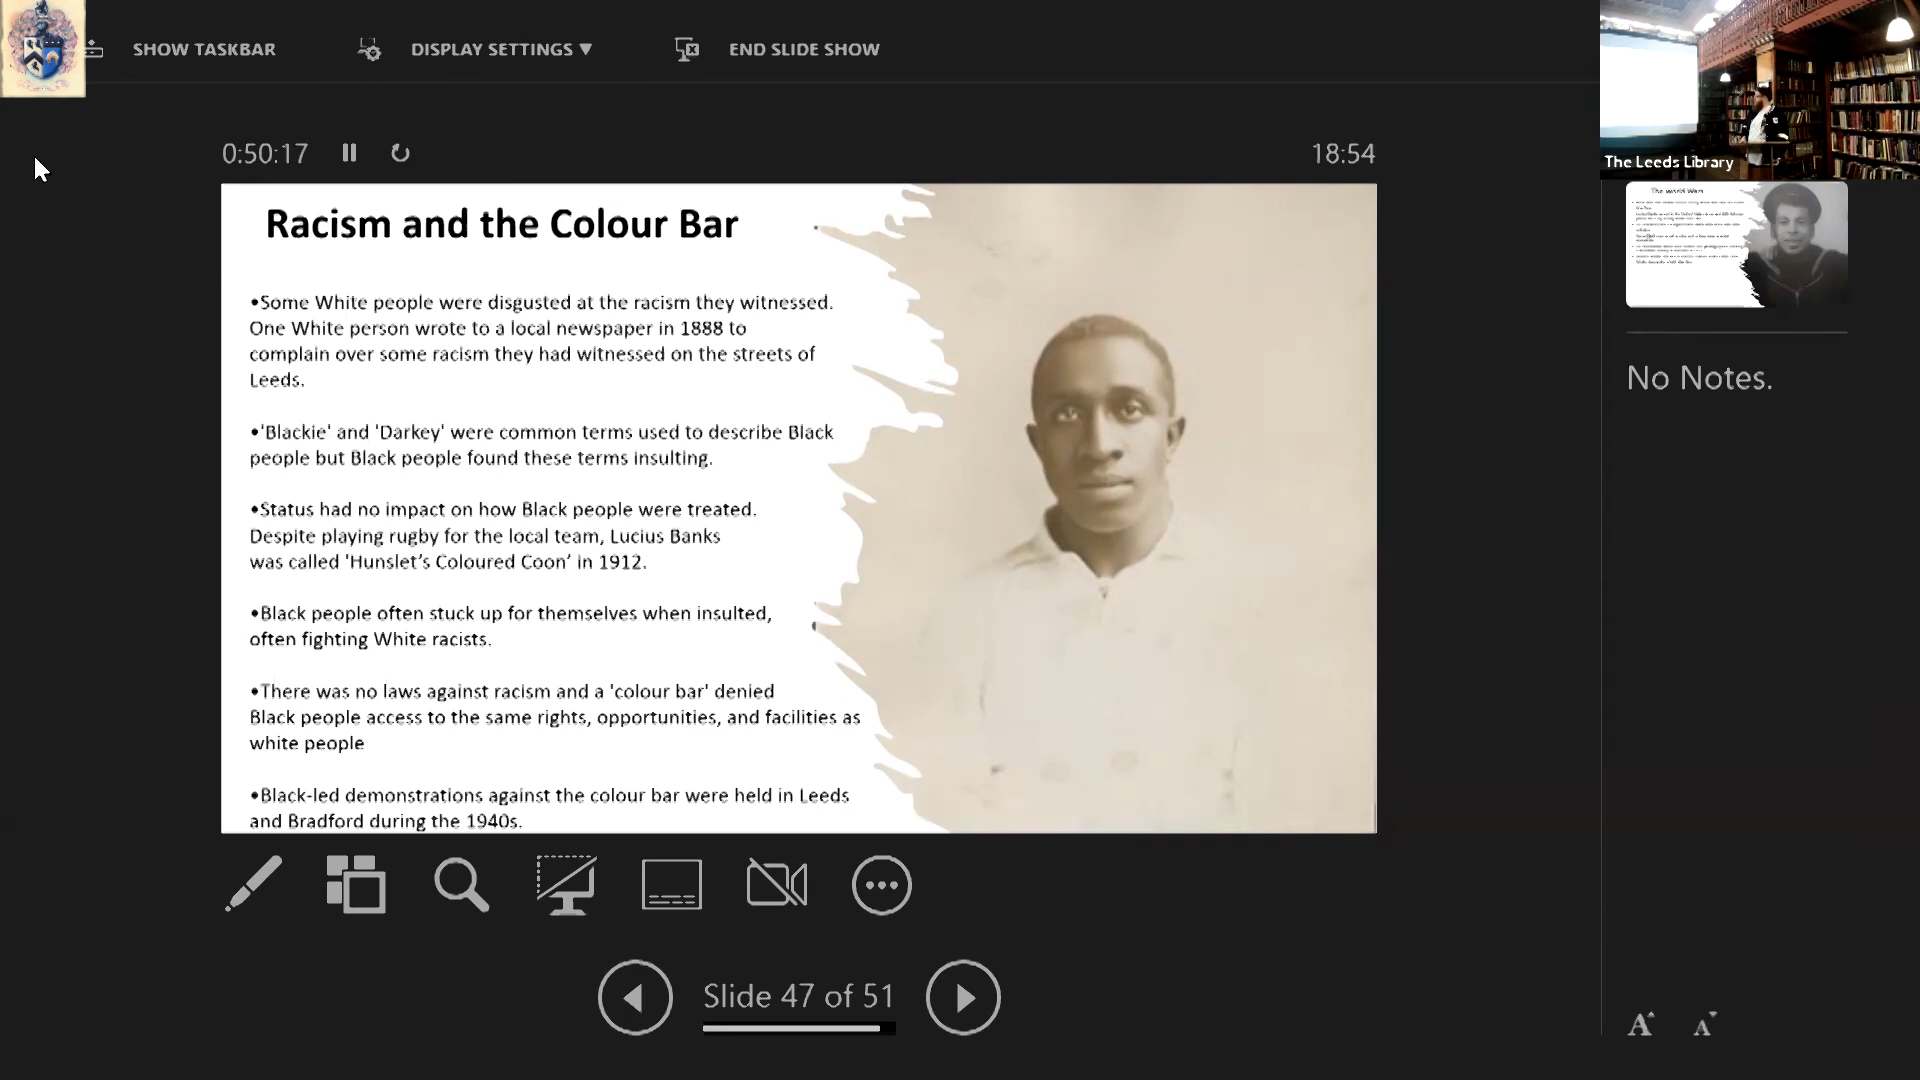 SHOW TASKBAR
DISPLAY SETTINGS ▼
END SLIDE SHOW
The Leeds Library
0:50:17
18:54
Racism and the Colour Bar
•Some White people were disgusted at the racism they witnessed.
One White person wrote to a local newspaper in 1888 to
complain over some racism they had witnessed on the streets of
Leeds.
•'Blackie' and 'Darkey' were common terms used to describe Black
people but Black people found these terms insulting.
•Status had no impact on how Black people were treated.
Despite playing rugby for the local team, Lucius Banks
was called 'Hunslet’s Coloured Coon’ in 1912.
•Black people often stuck up for themselves when insulted,
often fighting White racists.
•There was no laws against racism and a 'colour bar' denied
Black people access to the same rights, opportunities, and facilities as
white people
•Black-led demonstrations against the colour bar were held in Leeds
and Bradford during the 1940s.
The World Wars
No Notes.
Slide 47 of 51
A A